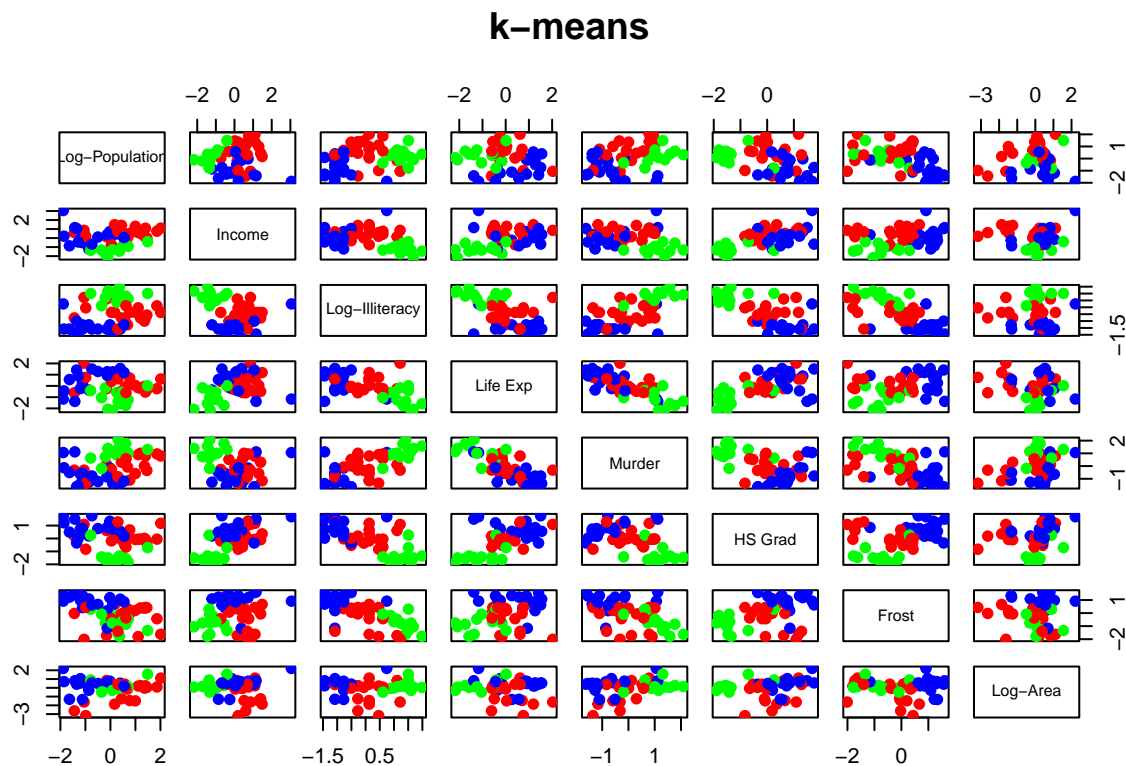 k−means
−2 0 2
−2 0 2
−2 0
−3 0 2
Log−Population
1
−2
2
−2
Income
Log−Illiteracy
−1.5
2
−2
Life Exp
Murder
2
−1
1
−2
HS Grad
Frost
1
−2
2
−3
Log−Area
−2 0 2
−1.5 0.5
−1 1
−2 0